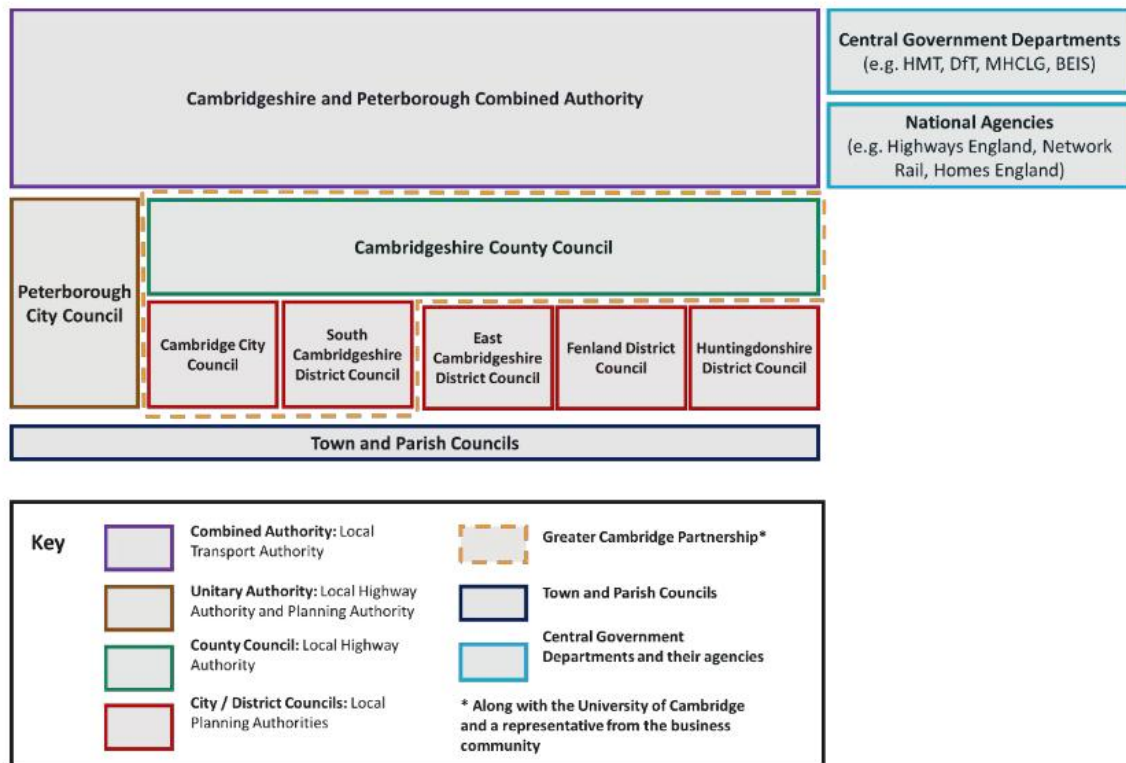 Cambridgeshire and Peterborough Combined Authority
Central Government Departments
(e.g. HMT, DfT, MHCLG, BEIS)
National Agencies
(e.g. Highways England, Network
Rail, Homes England)
Peterborough
City Council
Cambridgeshire County Council
Cambridge City
Council
South
Cambridgeshire
District Council
East
Cambridgeshire
District Council
Fenland District
Council
Huntingdonshire
District Council
Town and Parish Councils
Key
Combined Authority: Local
Transport Authority
Unitary Authority: Local Highway
Authority and Planning Authority
County Council: Local Highway
Authority
City / District Councils: Local
Planning Authorities
Greater Cambridge Partnership*
Town and Parish Councils
Central Government
Departments and their agencies
* Along with the University of Cambridge
and a representative from the business
community